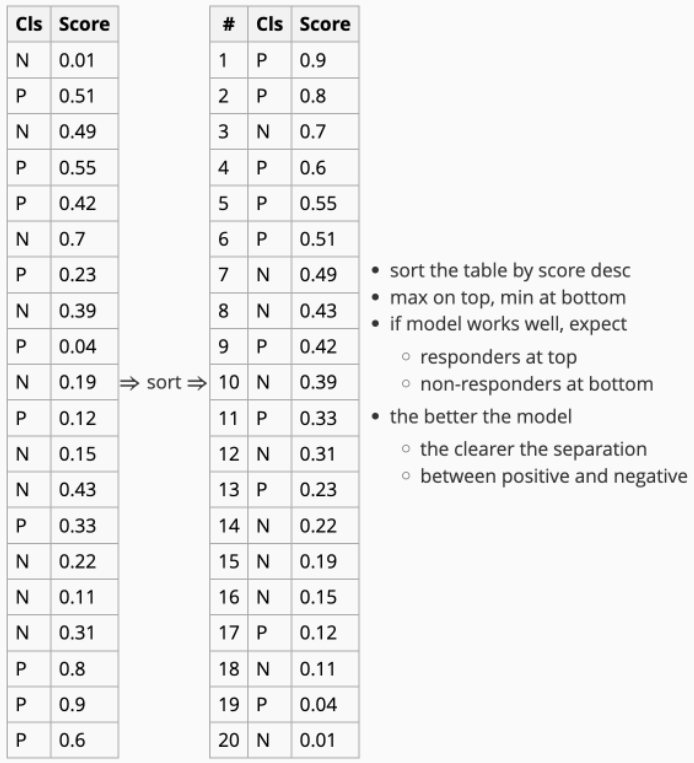 Cls Score # Cls Score
N 0.01 1 P 0.9
P 0.51 2 P 0.8
N 0.49 3 N 0.7
P 0.55 4 P 0.6
P 0.42 5 P 0.55
N 0.7 6 P 0.51
P 0.23 7 N 0.49
N 0.39 8 N 0.43
P 0.04 9 P 0.42
N 0.19 ⇒ sort ⇒ 10 N 0.39
P 0.12 11 P 0.33
N 0.15 12 N 0.31
N 0.43 13 P 0.23
P 0.33 14 N 0.22
N 0.22 15 N 0.19
N 0.11 16 N 0.15
N 0.31 17 P 0.12
P 0.8 18 N 0.11
P 0.9 19 P 0.04
P 0.6 20 N 0.01
• sort the table by score desc
• max on top, min at bottom
• if model works well, expect
◦ responders at top
◦ non-responders at bottom
• the better the model
◦ the clearer the separation
◦ between positive and negative